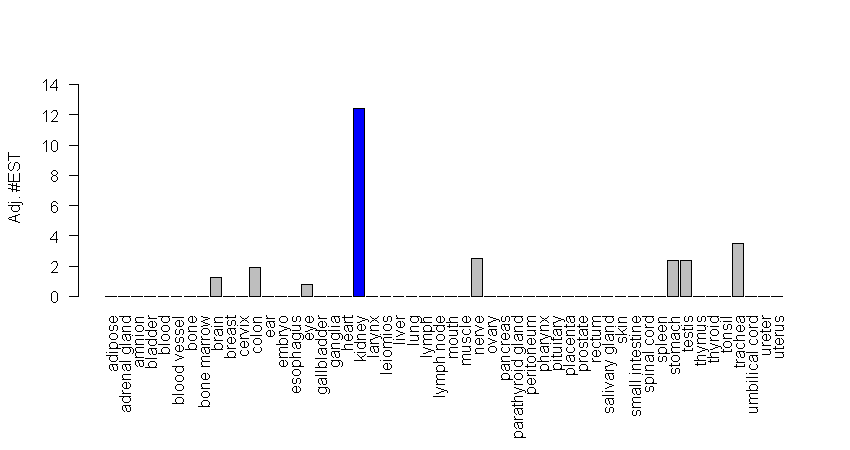 Adj. #EST
14
12
10
8
6
4
2
0
adipose
adrenal gland
amnion
bladder
blood
blood vessel
bone
bone marrow
brain
breast
cervix
colon
ear
embryo
esophagus
eye
gallbladder
ganglia
heart
kidney
larynx
leiomios
liver
lung
lymph
lymph node
mouth
muscle
nerve
ovary
pancreas
parathyroid gland
peritoneum
pharynx
pituitary
placenta
prostate
rectum
salivary gland
skin
small intestine
spinal cord
spleen
stomach
testis
thymus
thyroid
tonsil
trachea
umbilical cord
ureter
uterus